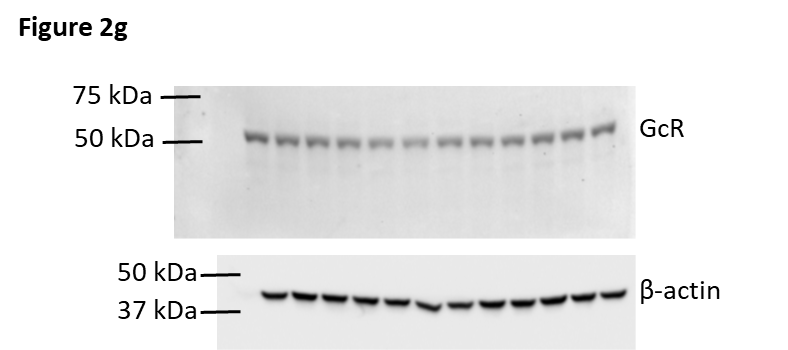 Figure 2g
75 kDa
50 kDa
GcR
50 kDa
37 kDa
β-actin